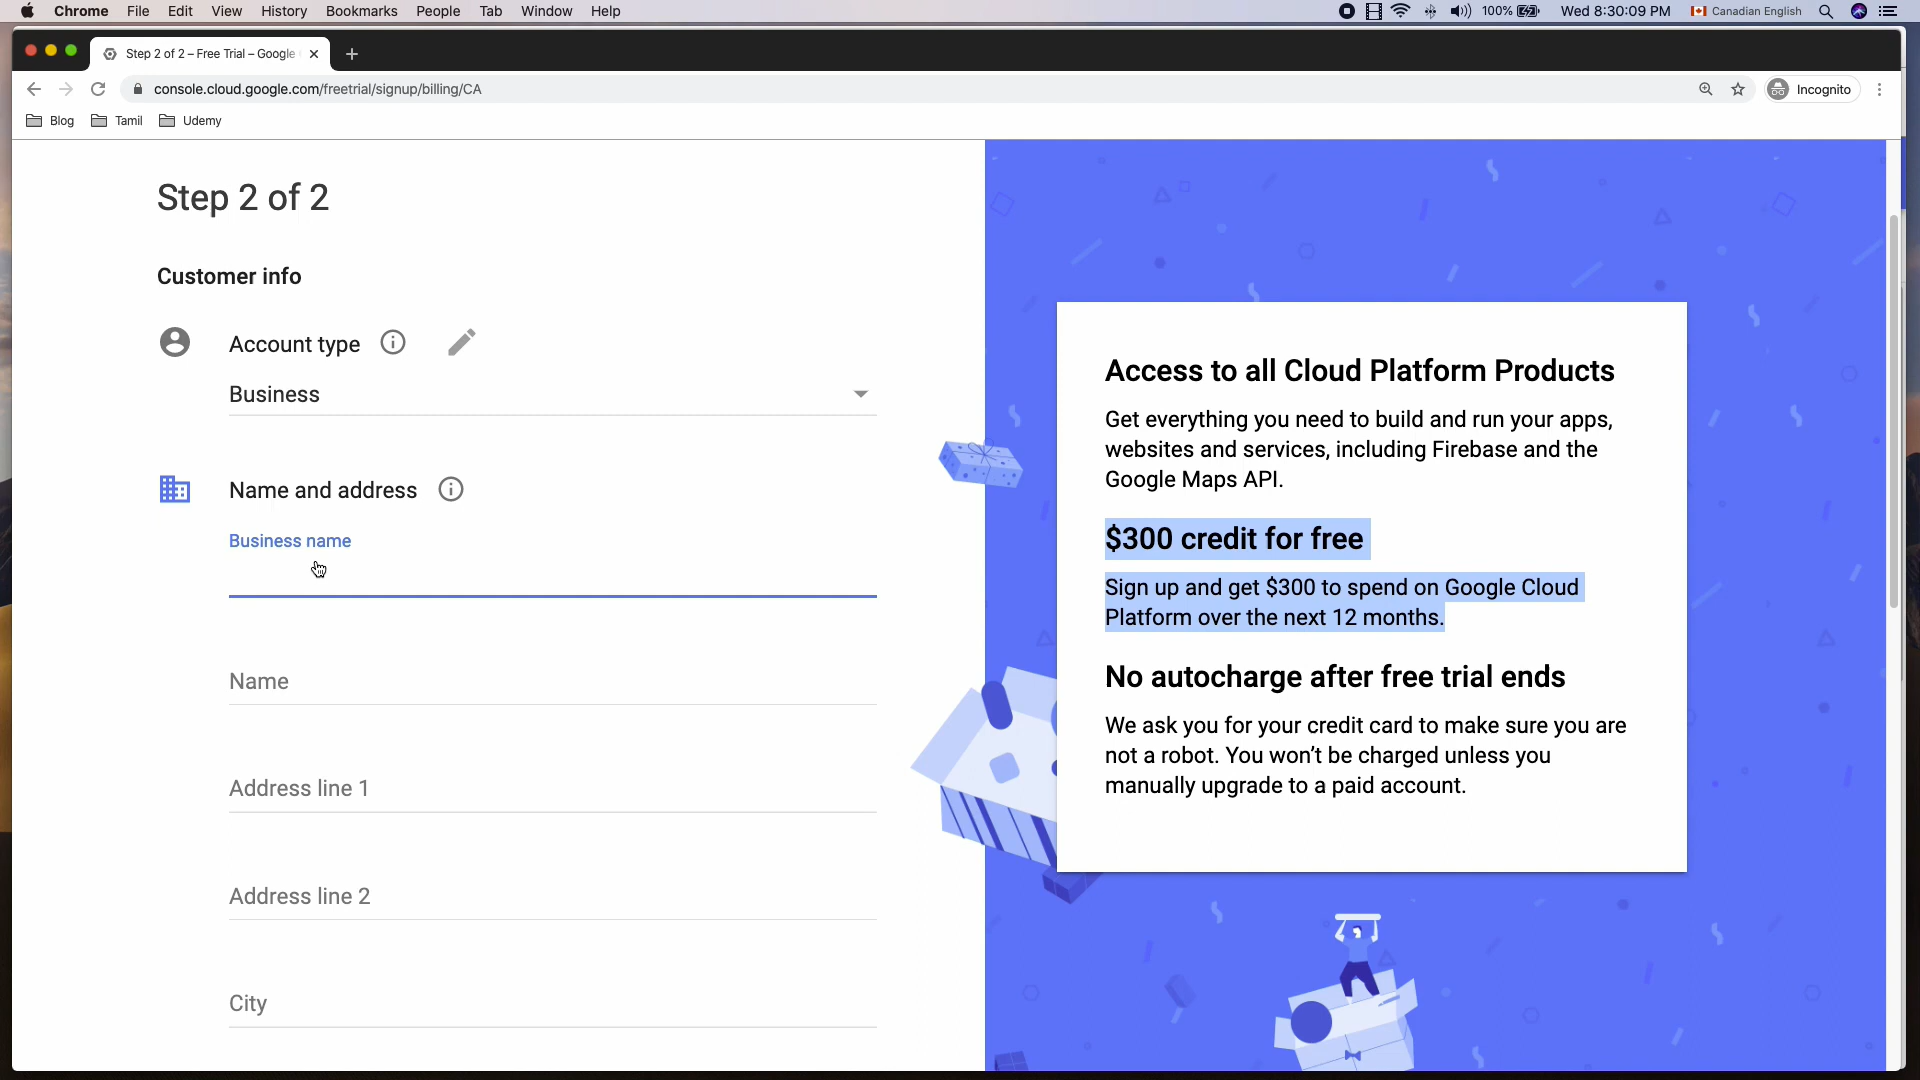 Chrome File Edit View History Bookmarks People Tab Window Help 100% Wed 8:30:09 PM Canadian English
Step 2 of 2 – Free Trial – Google
console.cloud.google.com/freetrial/signup/billing/CA Incognito
Blog Tamil Udemy
Step 2 of 2
Customer info
Account type
Business
Name and address
Business name
Name
Address line 1
Address line 2
City
Access to all Cloud Platform Products
Get everything you need to build and run your apps,
websites and services, including Firebase and the
Google Maps API.
$300 credit for free
Sign up and get $300 to spend on Google Cloud
Platform over the next 12 months.
No autocharge after free trial ends
We ask you for your credit card to make sure you are
not a robot. You won’t be charged unless you
manually upgrade to a paid account.